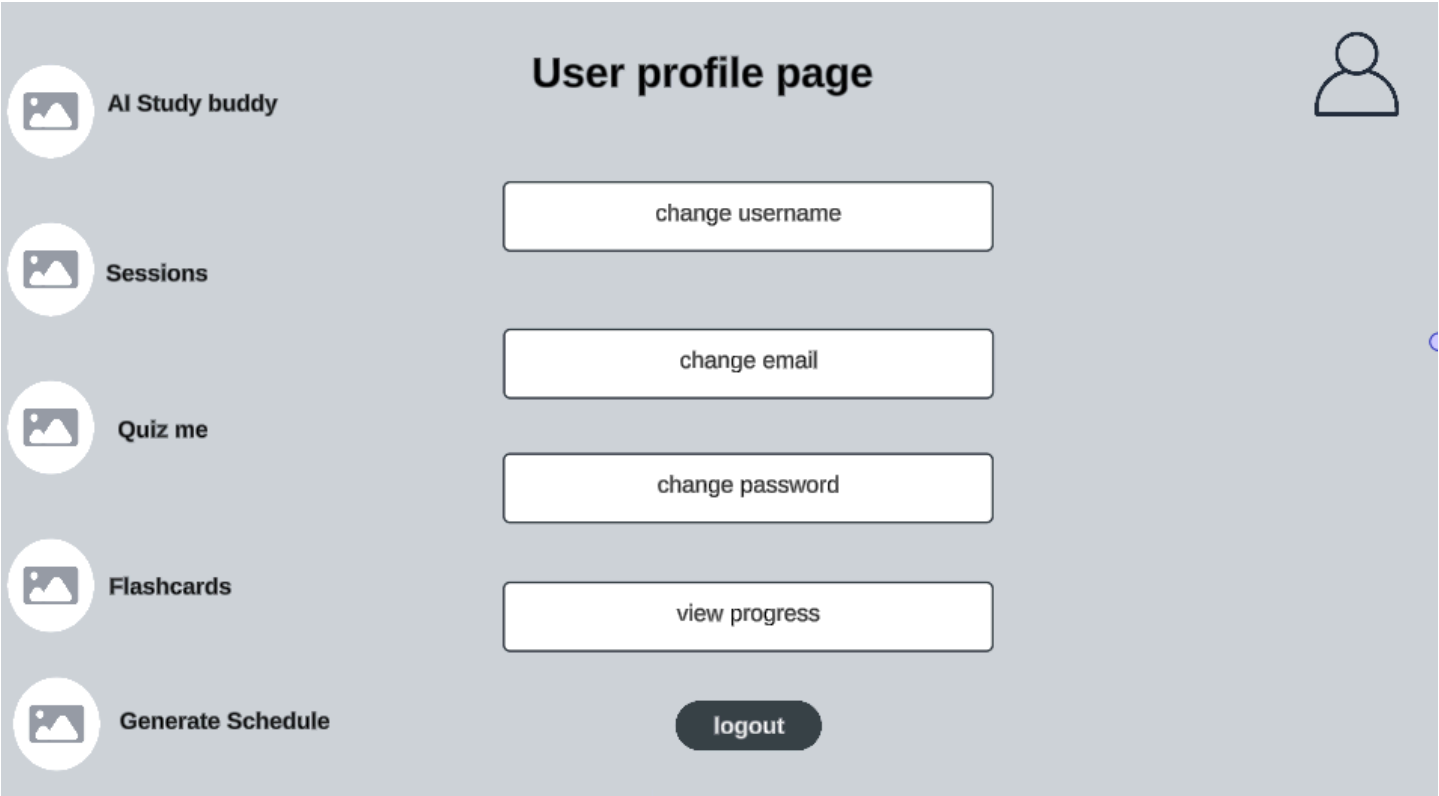 User profile page
AI Study buddy
Sessions
Quiz me
Flashcards
Generate Schedule
change username
change email
change password
view progress
logout